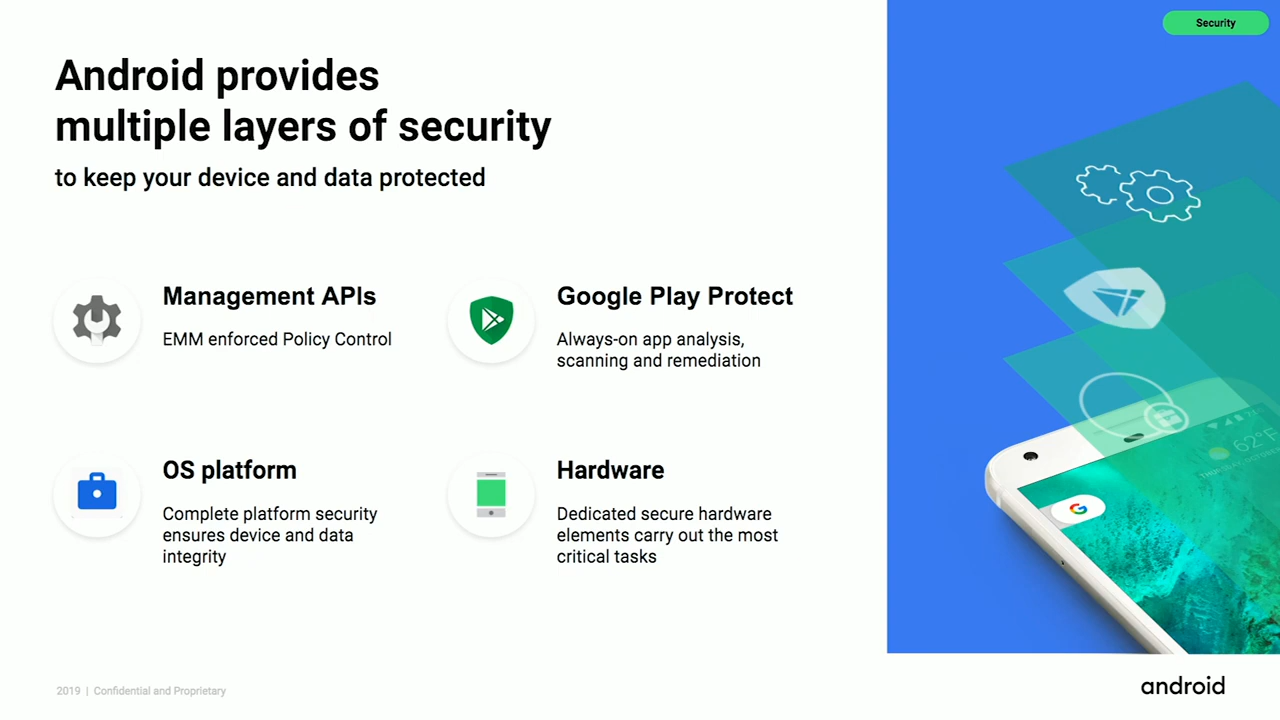 Security
Android provides
multiple layers of security
to keep your device and data protected
Management APIs
EMM enforced Policy Control
Google Play Protect
Always-on app analysis,
scanning and remediation
OS platform
Complete platform security
ensures device and data
integrity
Hardware
Dedicated secure hardware
elements carry out the most
critical tasks
62°F
2019 | Confidential and Proprietary
android